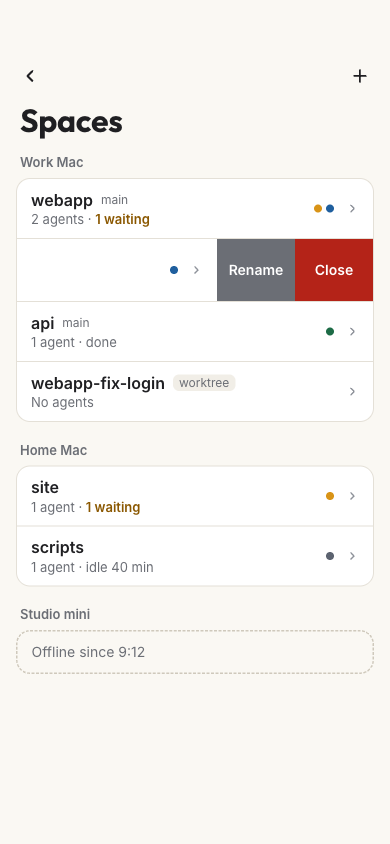 Spaces
Work Mac
webapp main
2 agents · 1 waiting
Rename Close
api main
1 agent · done
webapp-fix-login worktree
No agents
Home Mac
site
1 agent · 1 waiting
scripts
1 agent · idle 40 min
Studio mini
Offline since 9:12